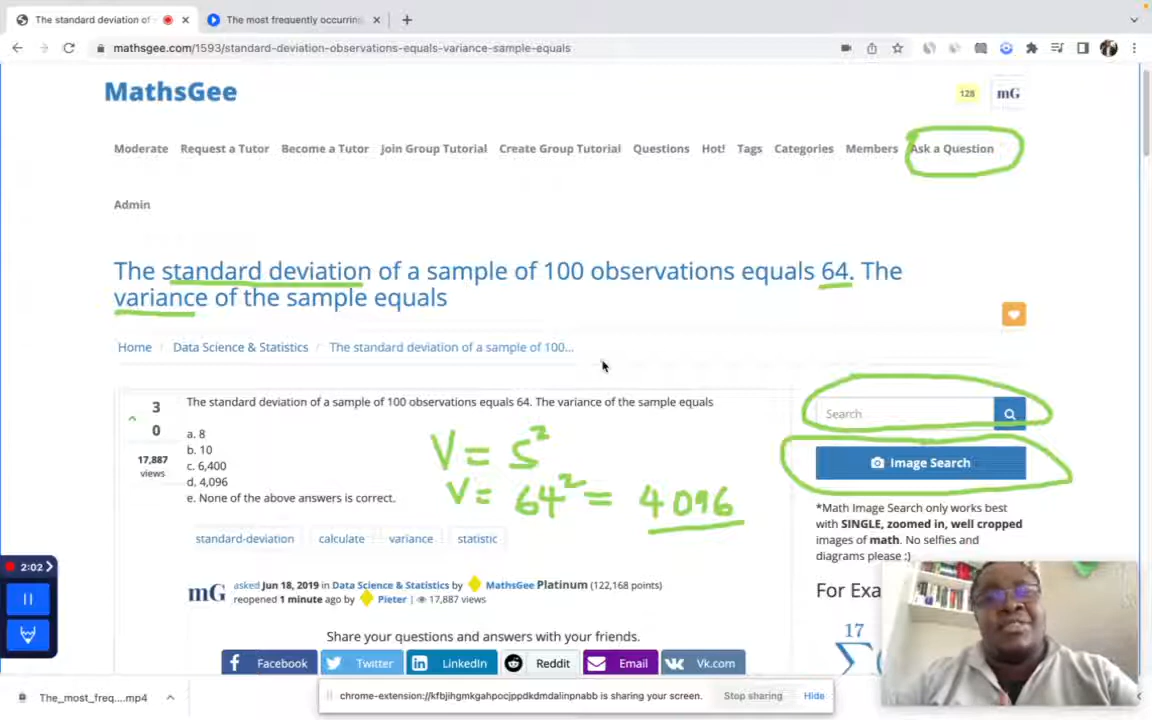 The standard deviation of
The most frequently occurrin
mathsgee.com/1593/standard-deviation-observations-equals-variance-sample-equals
MathsGee
128
mG
Moderate Request a Tutor Become a Tutor Join Group Tutorial Create Group Tutorial Questions Hot! Tags Categories Members Ask a Question
Admin
The standard deviation of a sample of 100 observations equals 64. The
variance of the sample equals
Home / Data Science & Statistics / The standard deviation of a sample of 100...
3
0
17,887
views
The standard deviation of a sample of 100 observations equals 64. The variance of the sample equals
a. 8
b. 10
c. 6,400
d. 4,096
e. None of the above answers is correct.
V = S²
V = 64² = 4096
standard-deviation calculate variance statistic
mG
asked Jun 18, 2019 in Data Science & Statistics by MathsGee Platinum (122,168 points)
reopened 1 minute ago by Pieter | 17,887 views
Share your questions and answers with your friends.
Facebook Twitter LinkedIn Reddit Email Vk.com
Search
Image Search
*Math Image Search only works best
with SINGLE, zoomed in, well cropped
images of math. No selfies and
diagrams please :)
For Exa
17
∑
2:02
The_most_freq....mp4
chrome-extension://kfbjihgmkgahpocjppdkdmdalinpnabb is sharing your screen. Stop sharing Hide